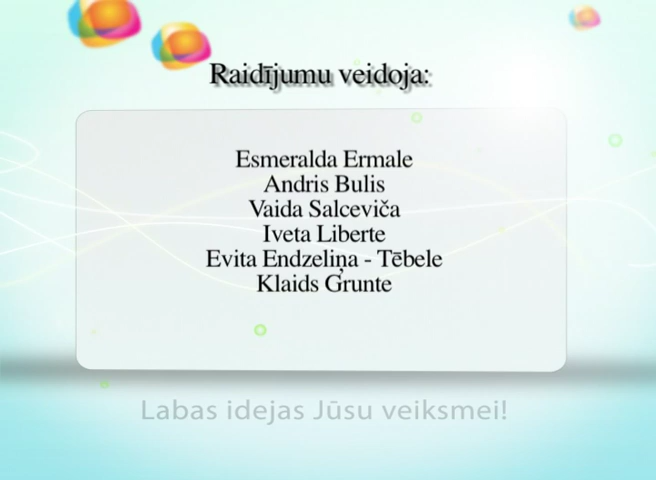 Raidījumu veidoja:
Esmeralda Ermale
Andris Bulis
Vaida Salceviča
Iveta Liberte
Evita Endzeliņa - Tēbele
Klaids Grunte
Labas idejas Jūsu veiksmei!